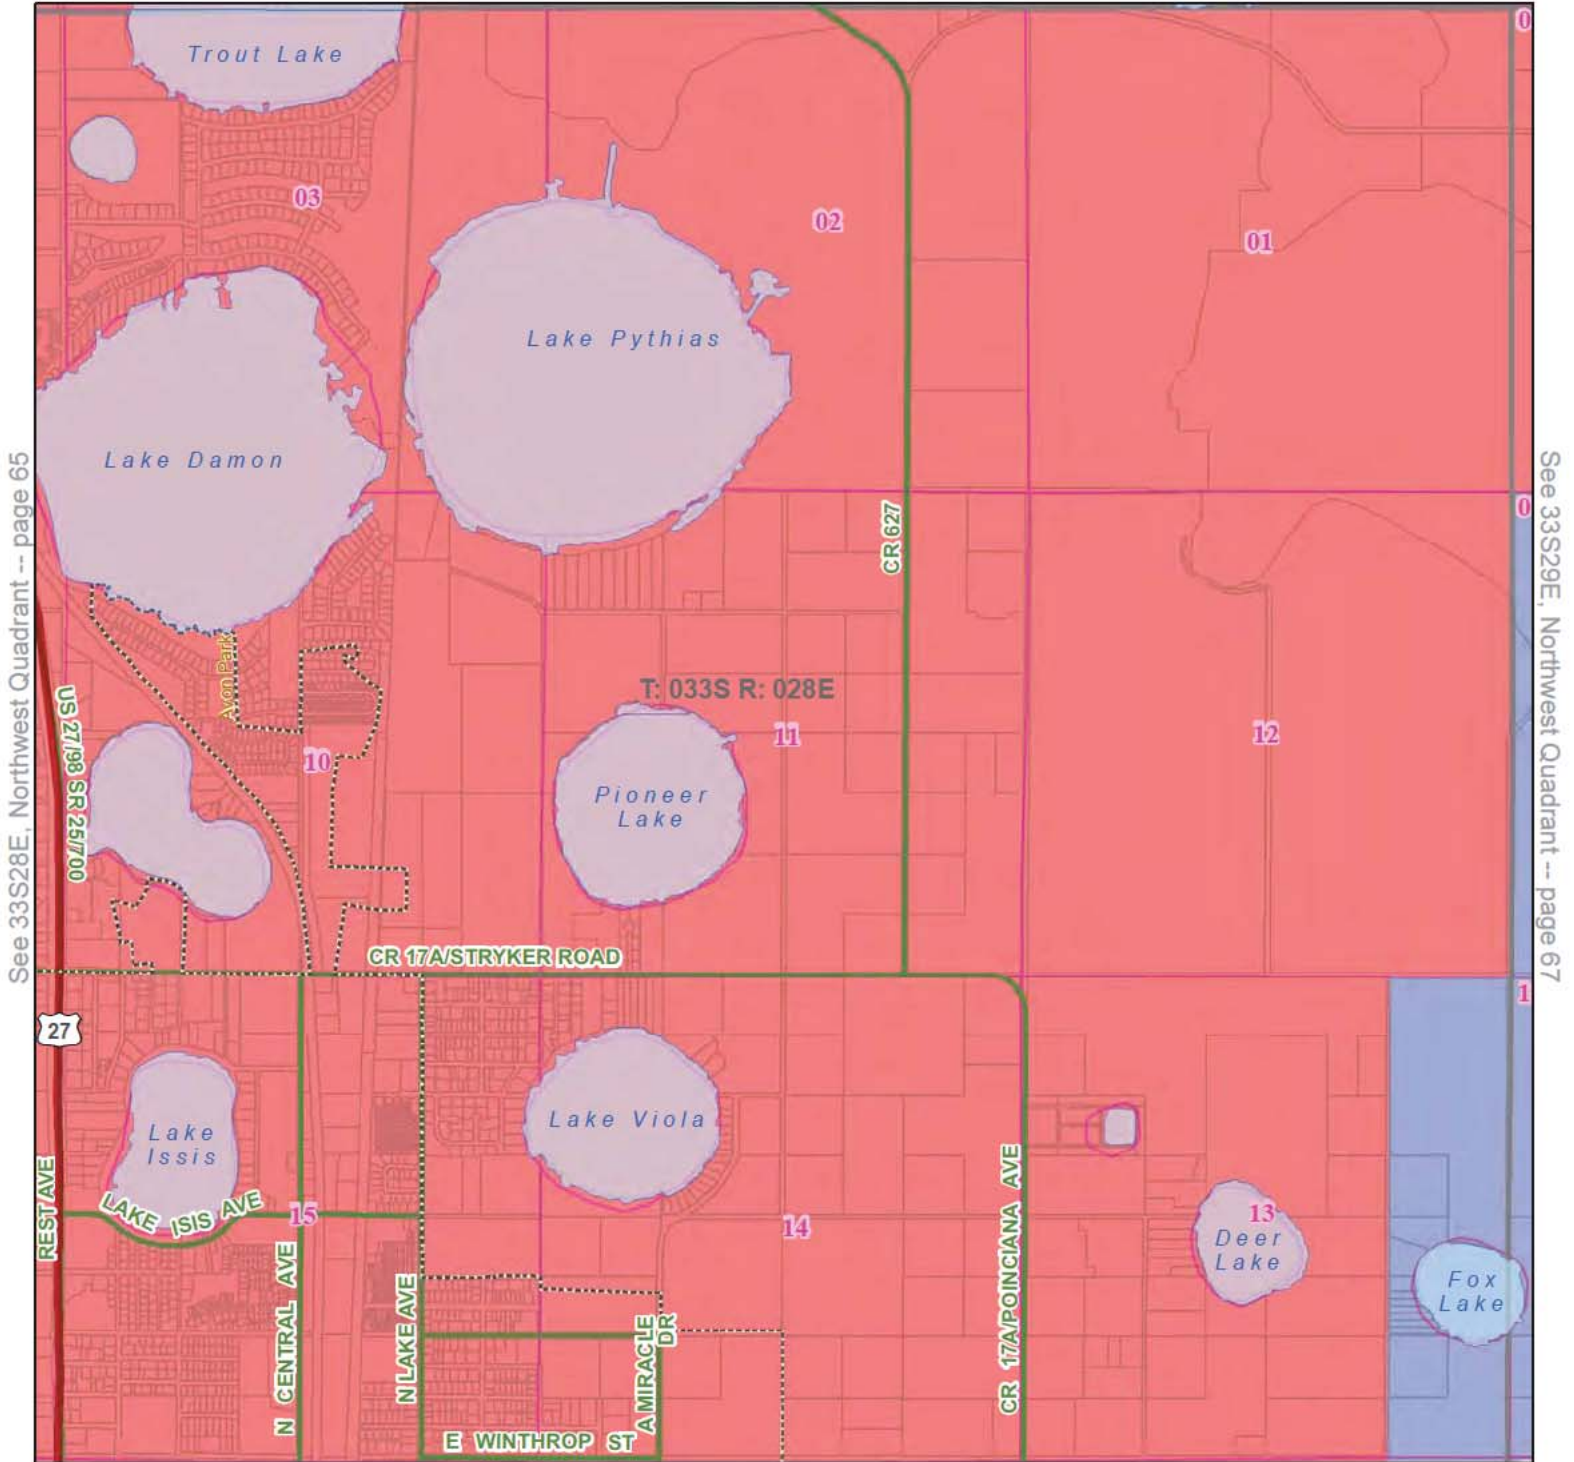 0
Trout Lake
03
02
01
Lake Pythias
Lake Damon
See 33S28E, Northwest Quadrant -- page 65
See 33S29E, Northwest Quadrant -- page 67
0
CR 627
Avon Park
T: 033S R: 028E
US 27/98 SR 25/700
11
12
10
Pioneer
Lake
CR 17A/STRYKER ROAD
1
27
Lake Viola
Lake
Issis
REST AVE
LAKE ISIS AVE
15
14
13
Deer
Lake
Fox
Lake
N CENTRAL AVE
N LAKE AVE
A MIRACLE
DR
CR 17A/POINCIANA AVE
E WINTHROP ST